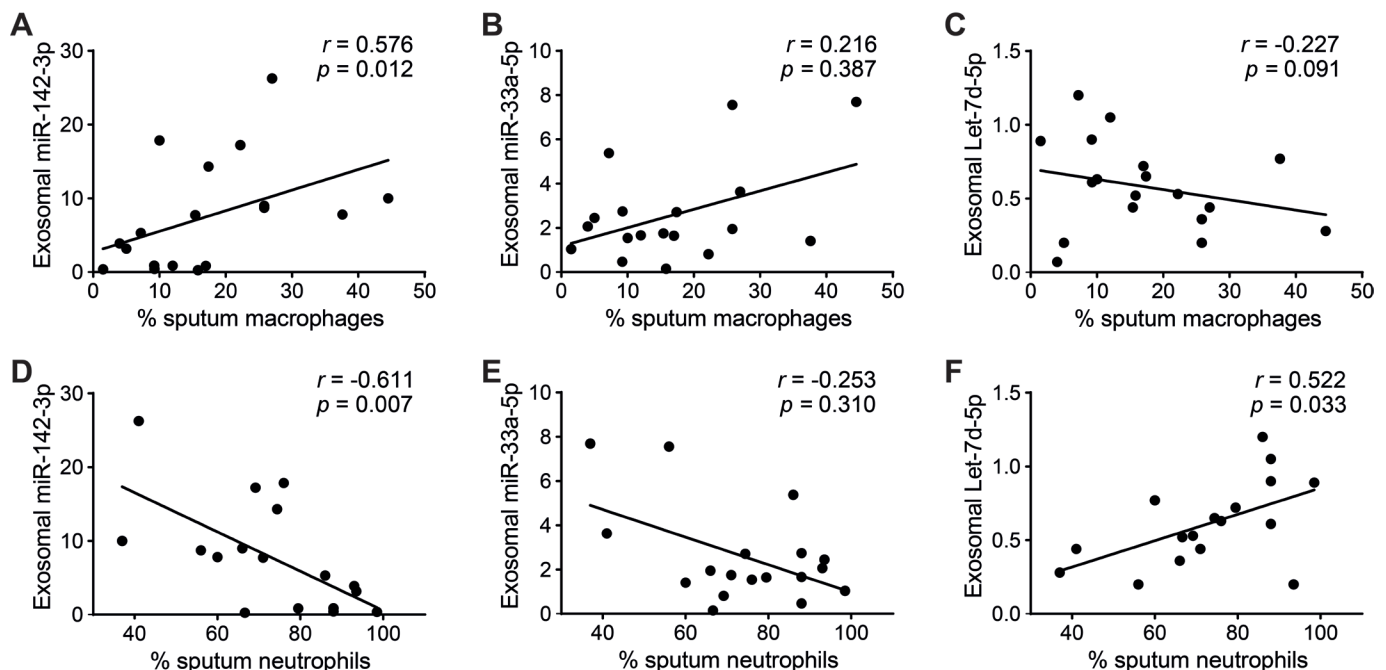 A
r = 0.576
p = 0.012
Exosomal miR-142-3p
30
20
10
0
0 10 20 30 40 50
% sputum macrophages
B
r = 0.216
p = 0.387
Exosomal miR-33a-5p
10
8
6
4
2
0
0 10 20 30 40 50
% sputum macrophages
C
r = -0.227
p = 0.091
Exosomal Let-7d-5p
1.5
1.0
0.5
0.0
0 10 20 30 40 50
% sputum macrophages
D
r = -0.611
p = 0.007
Exosomal miR-142-3p
30
20
10
0
40 60 80 100
% sputum neutrophils
E
r = -0.253
p = 0.310
Exosomal miR-33a-5p
10
8
6
4
2
0
40 60 80 100
% sputum neutrophils
F
r = 0.522
p = 0.033
Exosomal Let-7d-5p
1.5
1.0
0.5
0.0
40 60 80 100
% sputum neutrophils